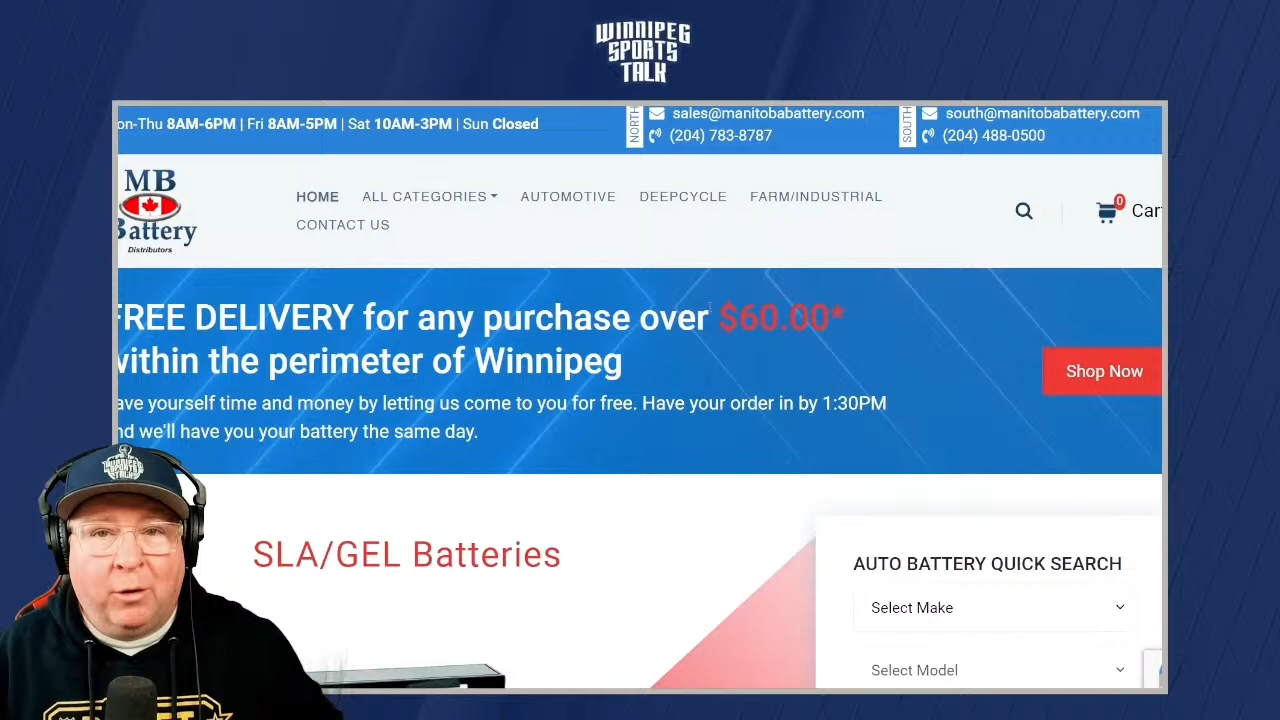 WINNIPEG
SPORTS
TALK
on-Thu 8AM-6PM | Fri 8AM-5PM | Sat 10AM-3PM | Sun Closed
NORTH
sales@manitobabattery.com
(204) 783-8787
SOUTH
south@manitobabattery.com
(204) 488-0500
MB
Battery
Distributors
HOME ALL CATEGORIES AUTOMOTIVE DEEPCYCLE FARM/INDUSTRIAL
CONTACT US
0
Car
FREE DELIVERY for any purchase over $60.00*
within the perimeter of Winnipeg
ave yourself time and money by letting us come to you for free. Have your order in by 1:30PM
nd we'll have you your battery the same day.
Shop Now
WINNIPEG
SPORTS
TALK
SLA/GEL Batteries
AUTO BATTERY QUICK SEARCH
Select Make
Select Model